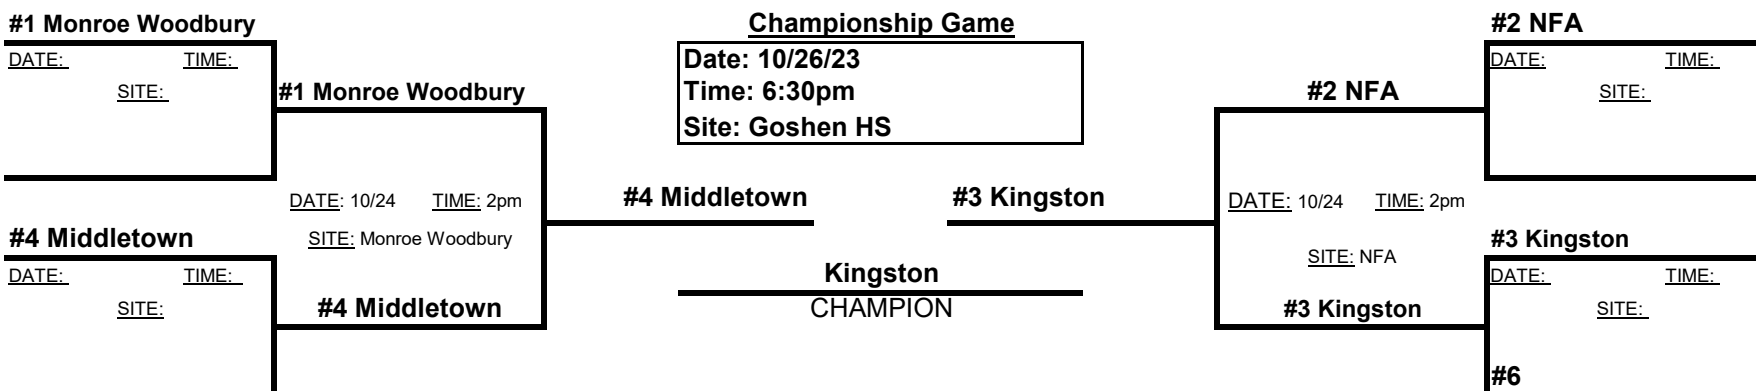 #1 Monroe Woodbury
Championship Game
#2 NFA
DATE: TIME:
Date: 10/26/23
DATE: TIME:
SITE:
#1 Monroe Woodbury
Time: 6:30pm
#2 NFA
SITE:
Site: Goshen HS
DATE: 10/24 TIME: 2pm
#4 Middletown
#3 Kingston
DATE: 10/24 TIME: 2pm
#4 Middletown
SITE: Monroe Woodbury
#3 Kingston
SITE: NFA
DATE: TIME:
Kingston
DATE: TIME:
SITE:
#4 Middletown
CHAMPION
#3 Kingston
SITE:
#6